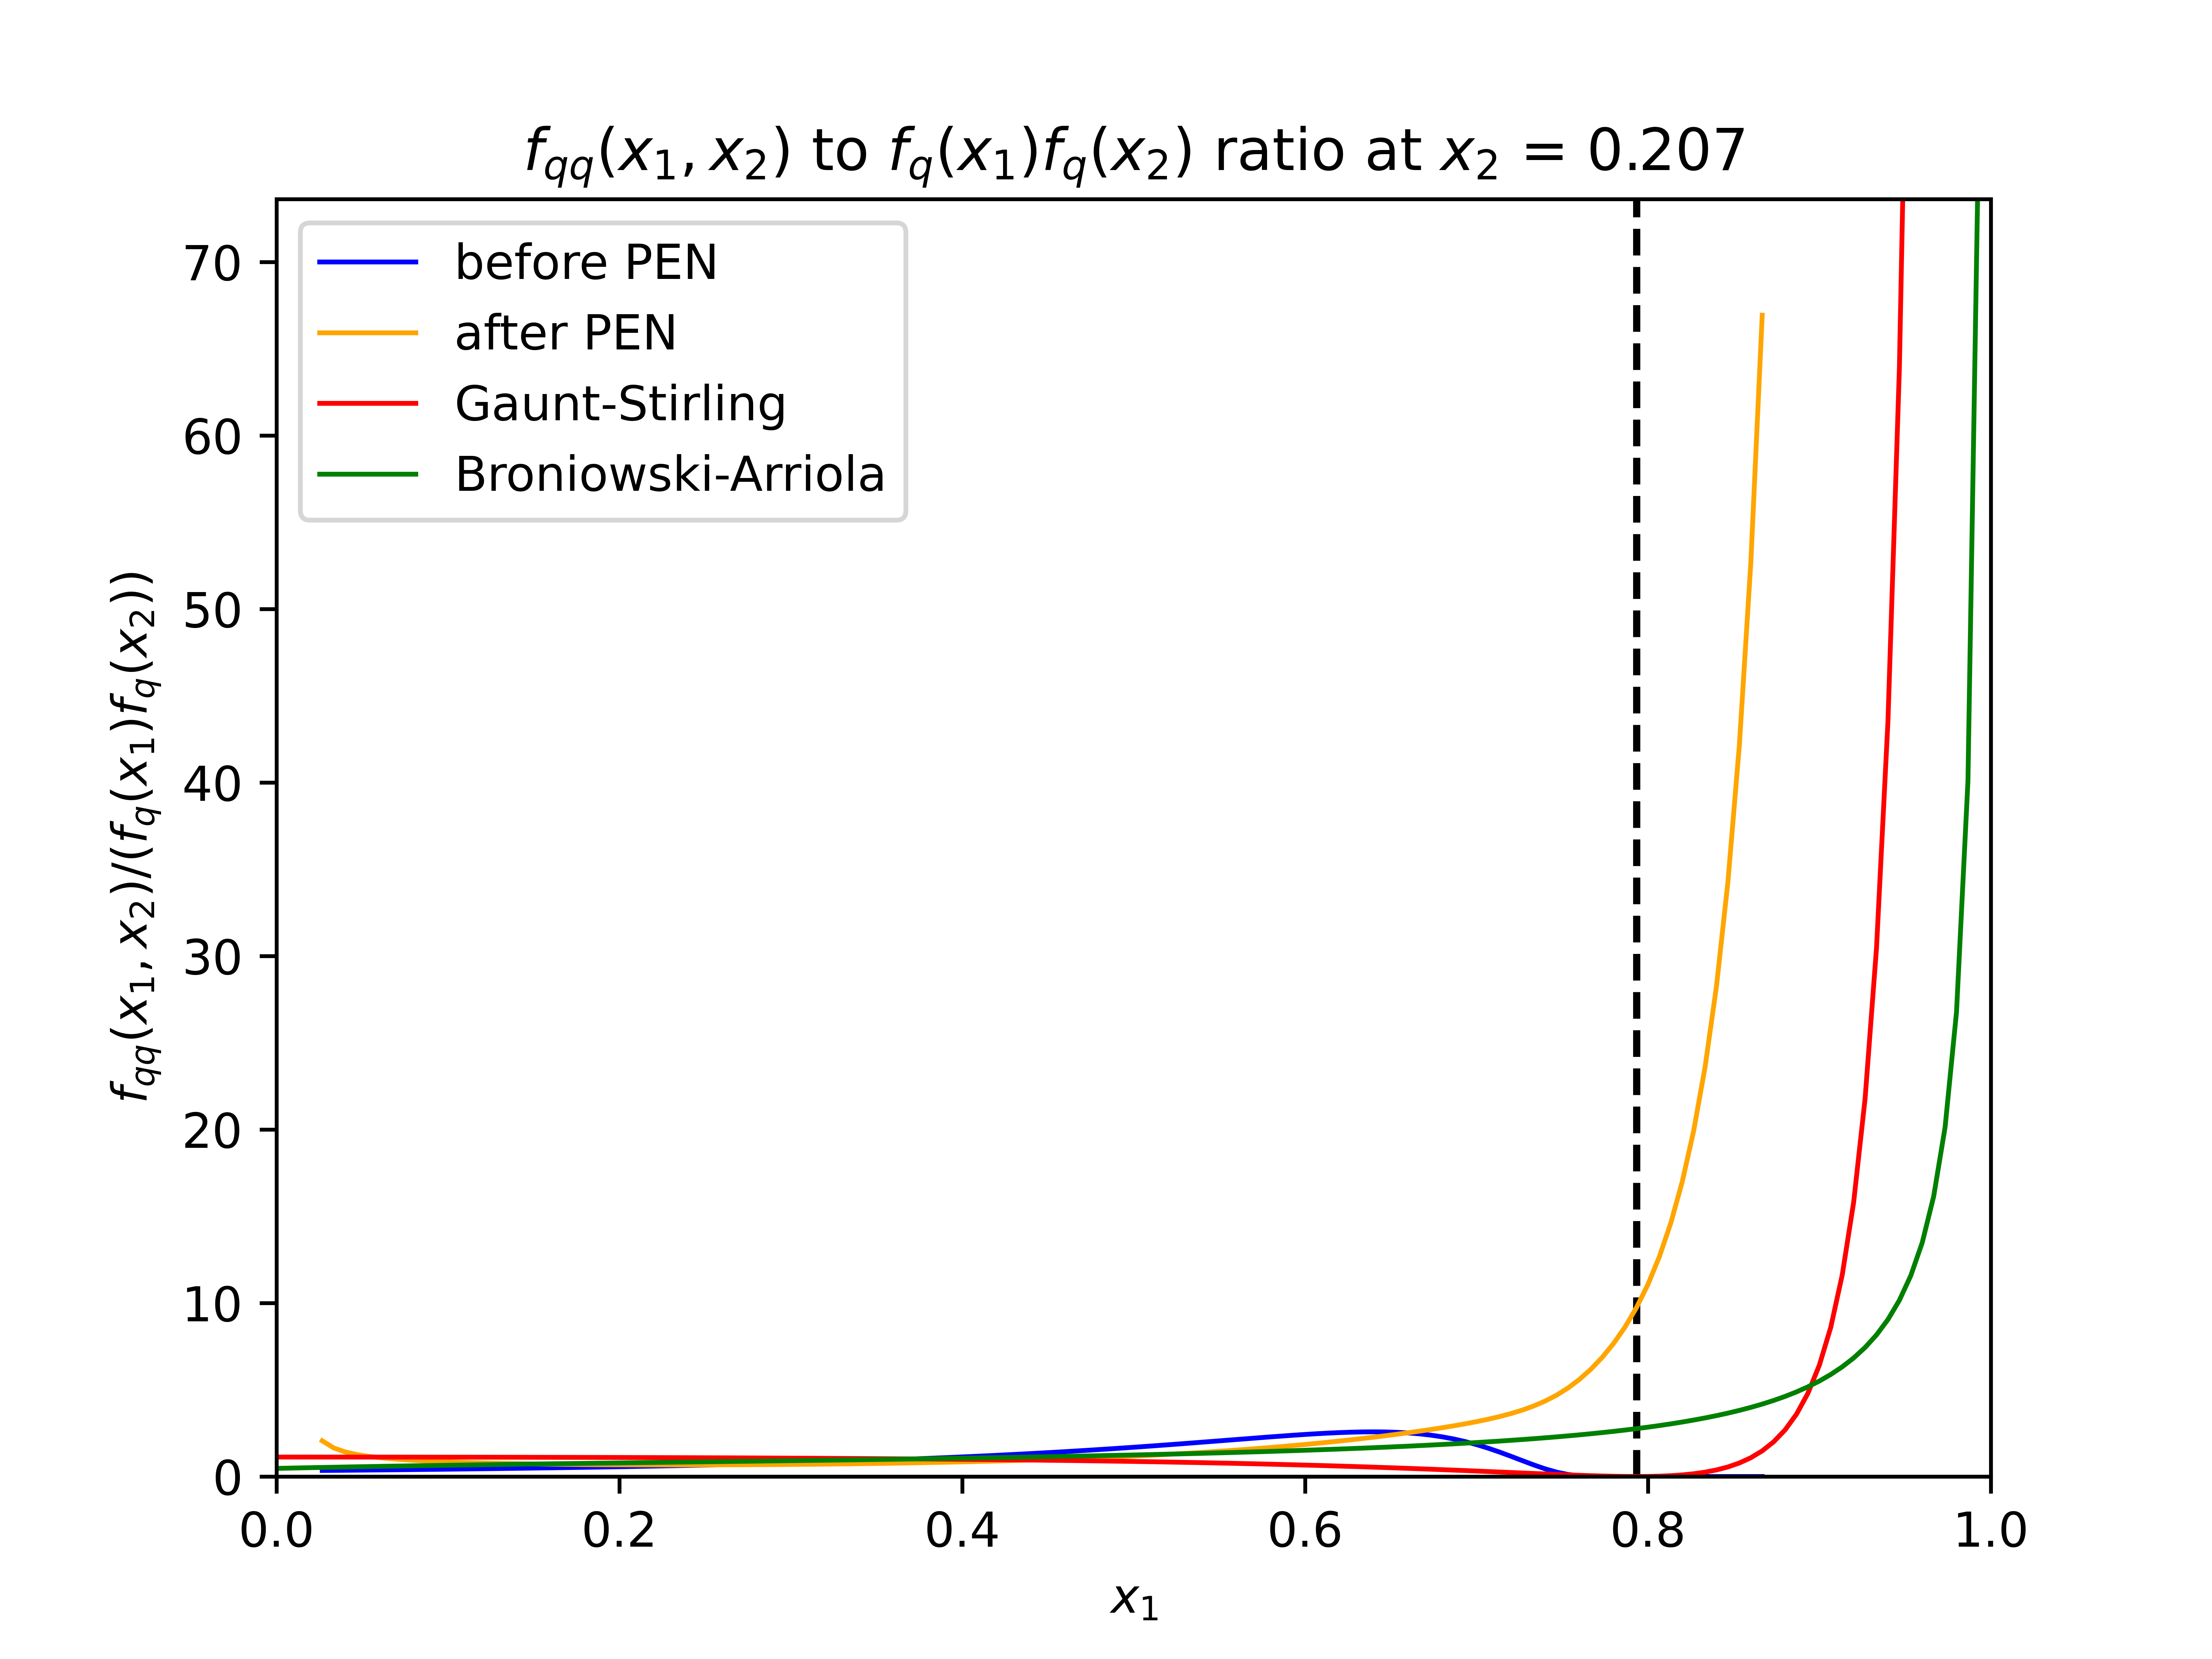 f_qq(x_1, x_2) to f_q(x_1)f_q(x_2) ratio at x_2 = 0.207
before PEN
after PEN
Gaunt-Stirling
Broniowski-Arriola
f_qq(x_1, x_2)/(f_q(x_1)f_q(x_2))
70
60
50
40
30
20
10
0
0.0 0.2 0.4 0.6 0.8 1.0
x_1